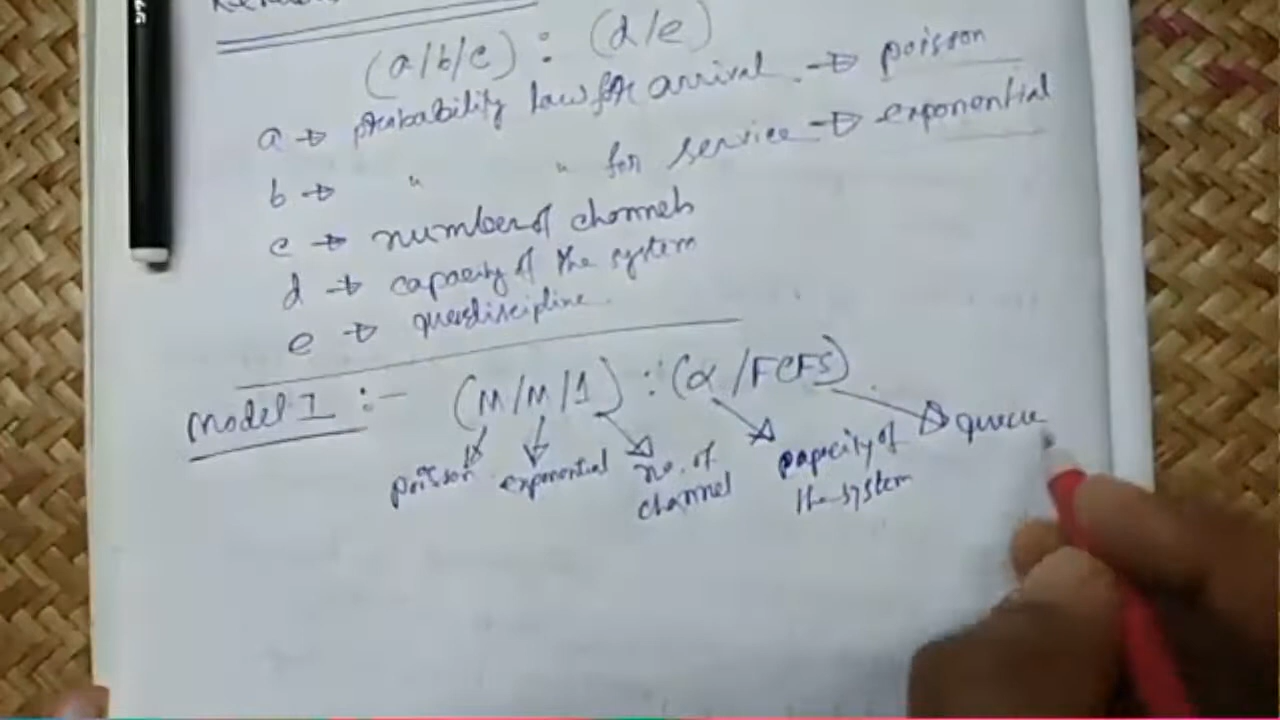 (a/b/c) : (d/e)
a → probability law for arrival → poisson
b → " " for service → exponential
c → number of channels
d → capacity of the system
e → queue discipline
Model-I :- (M/M/1) : (α/FCFS)
poisson exponential no. of channel capacity of the system queue